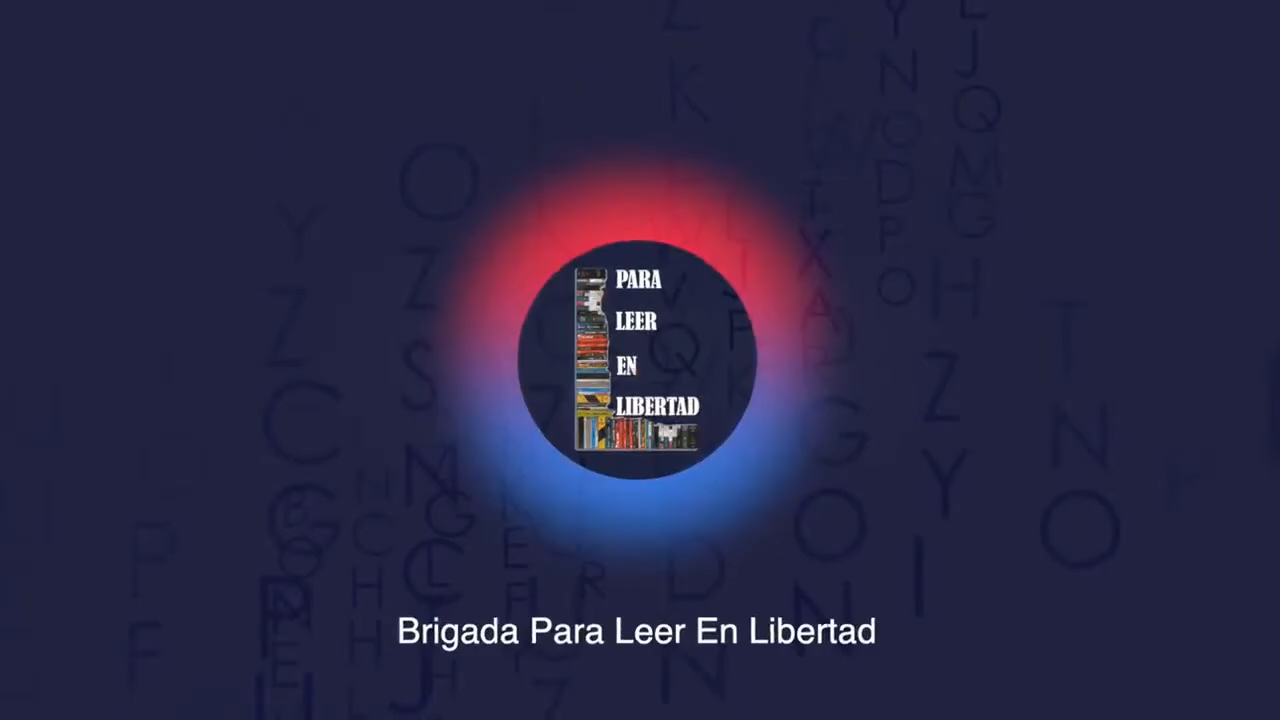 PARA
LEER
EN
LIBERTAD
Brigada Para Leer En Libertad